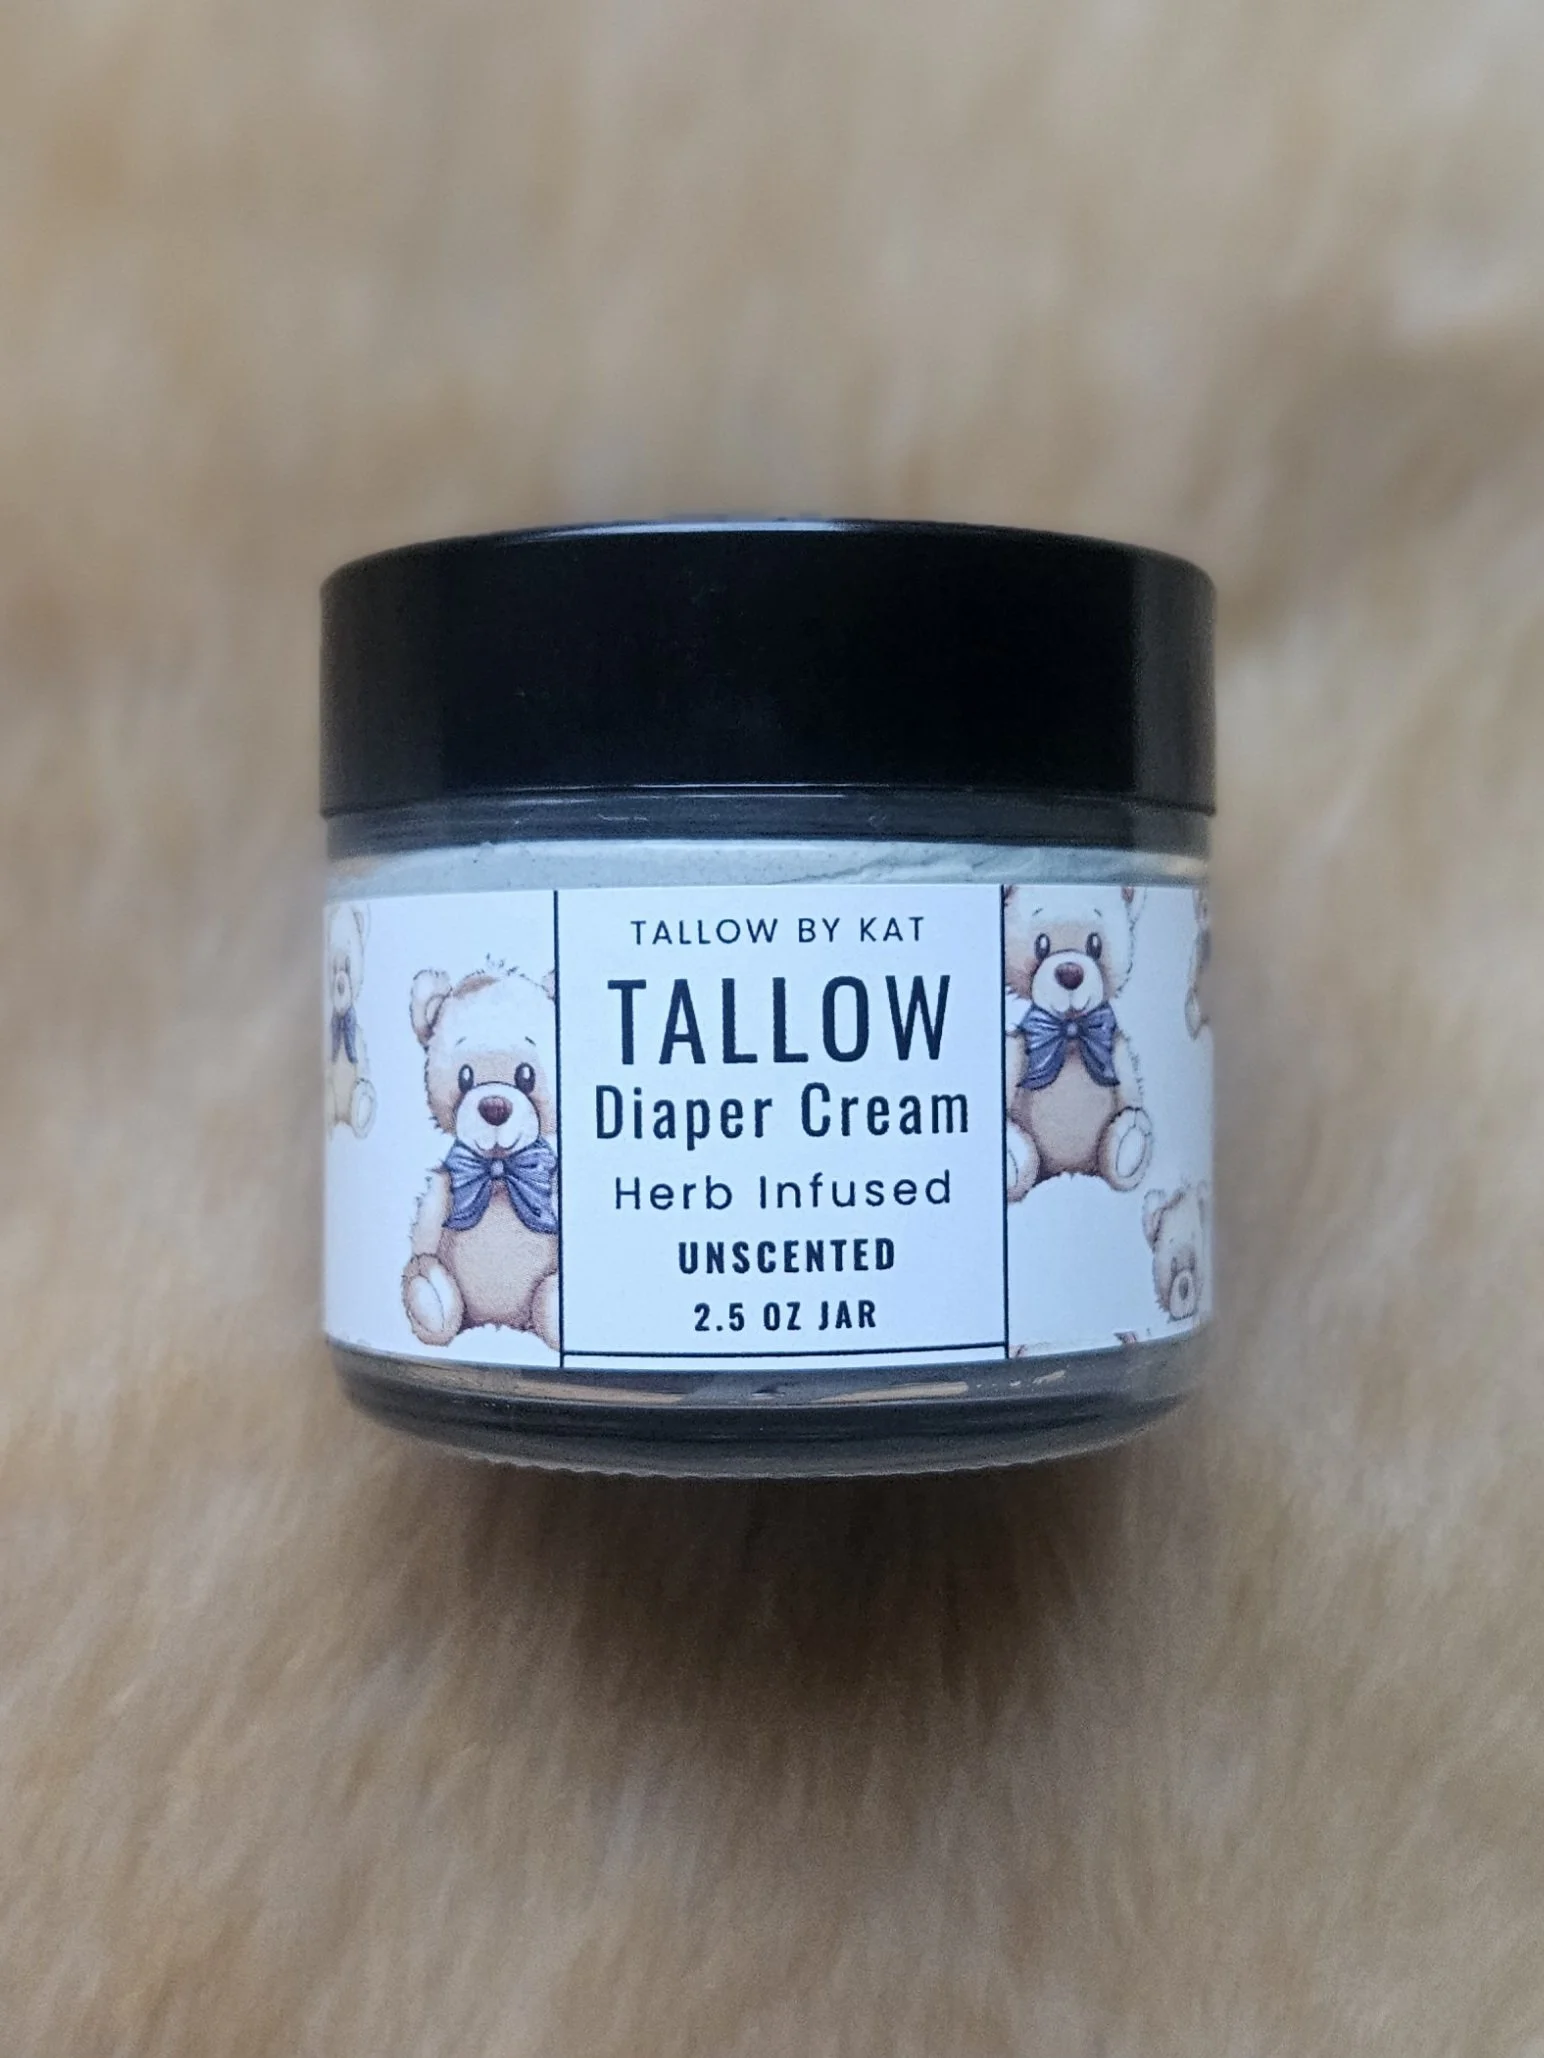 TALLOW BY KAT
TALLOW
Diaper Cream
Herb Infused
UNSCENTED
2.5 OZ JAR